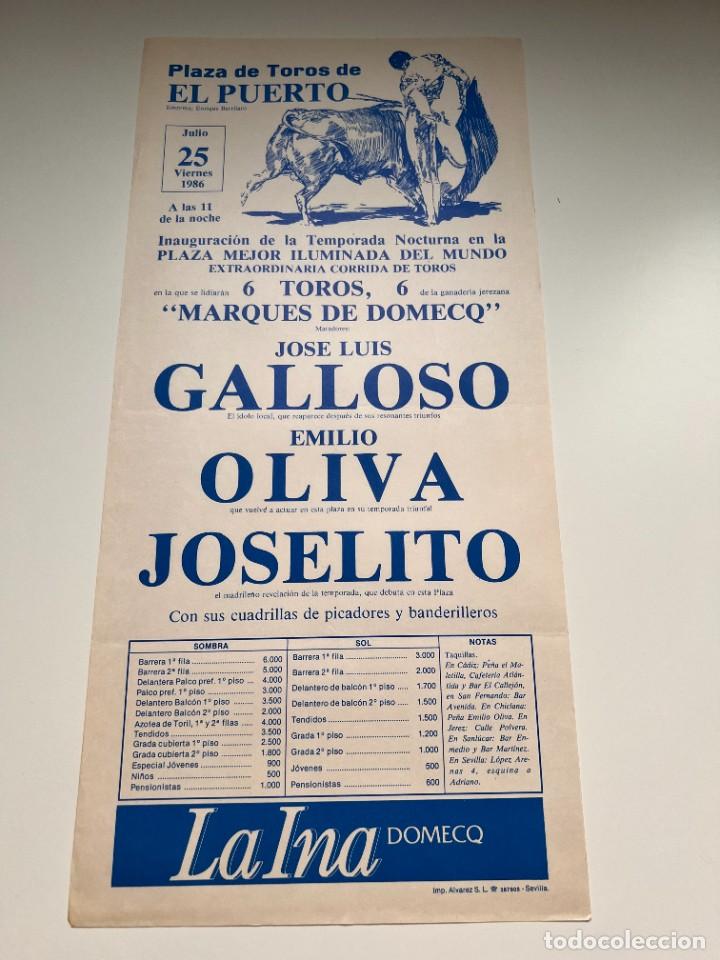 Plaza de Toros de
EL PUERTO
Empresa: Enrique Barrilaro
Julio
25
Viernes
1986
A las 11
de la noche
Inauguración de la Temporada Nocturna en la
PLAZA MEJOR ILUMINADA DEL MUNDO
EXTRAORDINARIA CORRIDA DE TOROS
en la que se lidiarán 6 TOROS, 6 de la ganadería jerezana
“MARQUES DE DOMECQ”
Matadores:
JOSE LUIS
GALLOSO
El ídolo local, que reaparece después de sus resonantes triunfos
EMILIO
OLIVA
que vuelve a actuar en esta plaza en su temporada triunfal
JOSELITO
el madrileño revelación de la temporada, que debuta en esta Plaza
Con sus cuadrillas de picadores y banderilleros
SOMBRA
Barrera 1ª fila 6.000
Barrera 2ª fila 5.000
Delantera Palco pref. 1º piso 4.000
Palco pref. 1º piso 3.000
Delantero Balcón 1º piso 3.500
Delantero Balcón 2º piso 2.000
Azotea de Toril, 1ª y 2ª filas 4.000
Tendidos 3.500
Grada cubierta 1º piso 2.500
Grada cubierta 2º piso 1.800
Especial Jóvenes 900
Niños 500
Pensionistas 1.000
SOL
Barrera 1ª fila 3.000
Barrera 2ª fila 2.000
Delantero de balcón 1º piso 1.700
Delantero de balcón 2º piso 1.500
Tendidos 1.500
Grada 1º piso 1.200
Grada 2º piso 1.000
Jóvenes 500
Pensionistas 600
NOTAS
Taquillas.
En Cádiz: Peña el Mo-
letilla, Cafetería Atlán-
tida y Bar El Callejón,
en San Fernando: Bar
Avenida. En Chiclana:
Peña Emilio Oliva. En
Jerez: Calle Polvera.
En Sanlúcar: Bar En-
medio y Bar Martínez.
En Sevilla: López Are-
nas 4, esquina a
Adriano.
La Ina DOMECQ
Imp. Alvarez S. L. ☎ - Sevilla.
todocoleccion
todocoleccion.net